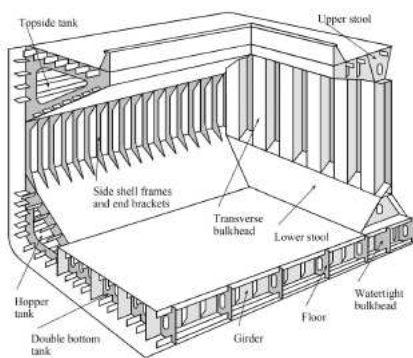 Topside tank
Upper stool
Side shell frames
and end brackets
Transverse
bulkhead
Lower stool
Hopper
tank
Double bottom
tank
Girder
Floor
Watertight
bulkhead